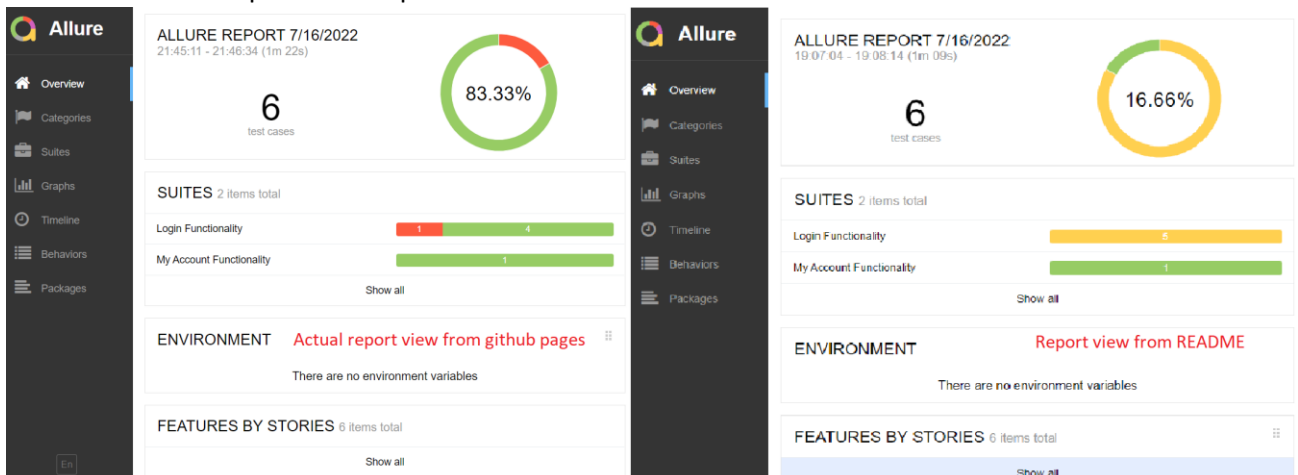 Allure
Overview
Categories
Suites
Graphs
Timeline
Behaviors
Packages
En
ALLURE REPORT 7/16/2022
21:45:11 - 21:46:34 (1m 22s)
6
test cases
83.33%
SUITES 2 items total
Login Functionality 1 4
My Account Functionality 1
Show all
ENVIRONMENT Actual report view from github pages
There are no environment variables
FEATURES BY STORIES 6 items total
Show all
Allure
Overview
Categories
Suites
Graphs
Timeline
Behaviors
Packages
ALLURE REPORT 7/16/2022
19:07:04 - 19:08:14 (1m 09s)
6
test cases
16.66%
SUITES 2 items total
Login Functionality 5
My Account Functionality 1
Show all
ENVIRONMENT Report view from README
There are no environment variables
FEATURES BY STORIES 6 items total
Show all